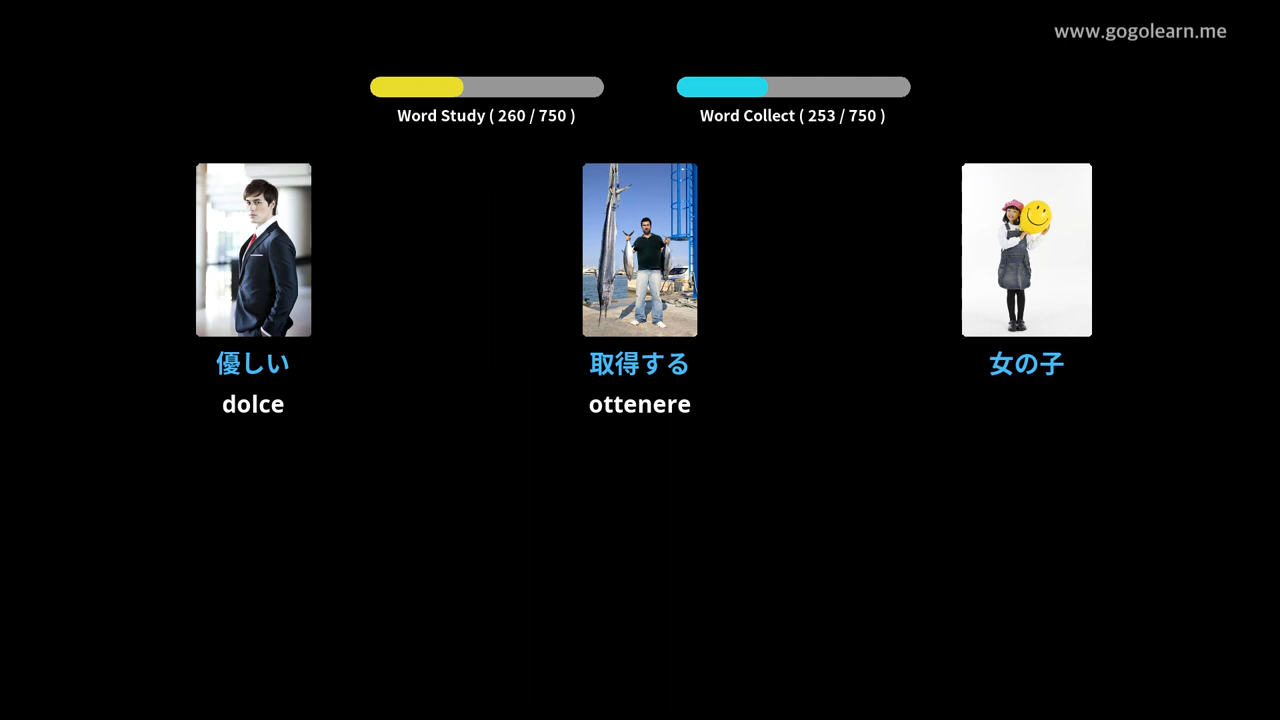 www.gogolearn.me
Word Study ( 260 / 750 )
Word Collect ( 253 / 750 )
優しい
取得する
女の子
dolce
ottenere